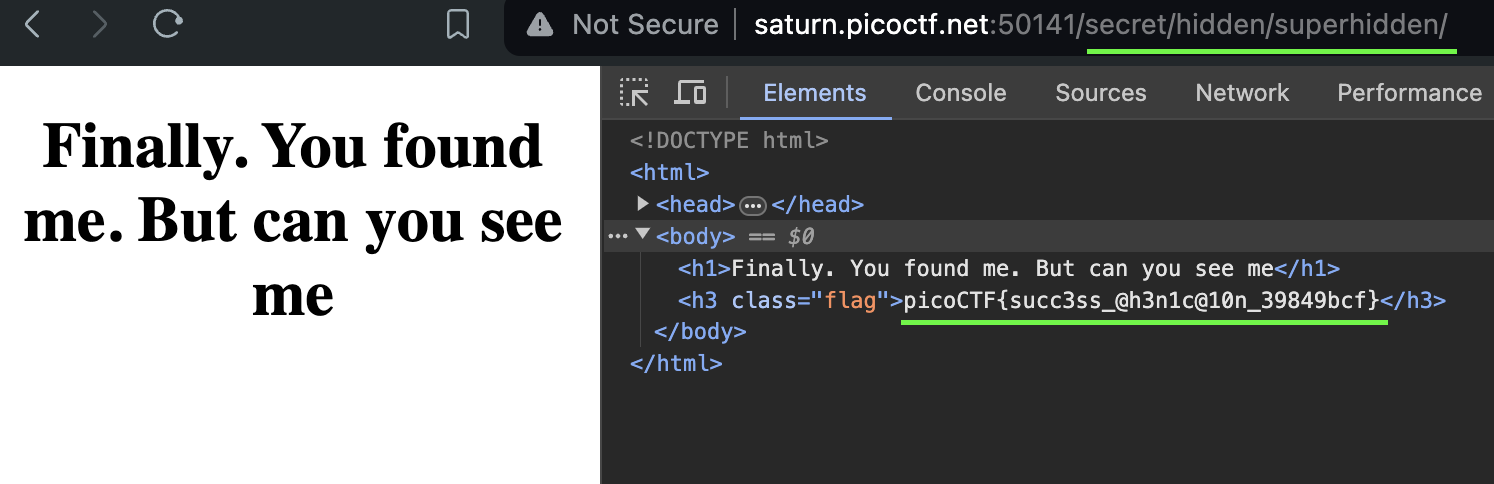 Not Secure saturn.picoctf.net:50141/secret/hidden/superhidden/
Finally. You found
me. But can you see
me
Elements Console Sources Network Performance
<!DOCTYPE html>
<html>
<head>…</head>
<body> == $0
<h1>Finally. You found me. But can you see me</h1>
<h3 class="flag">picoCTF{succ3ss_@h3n1c@10n_39849bcf}</h3>
</body>
</html>